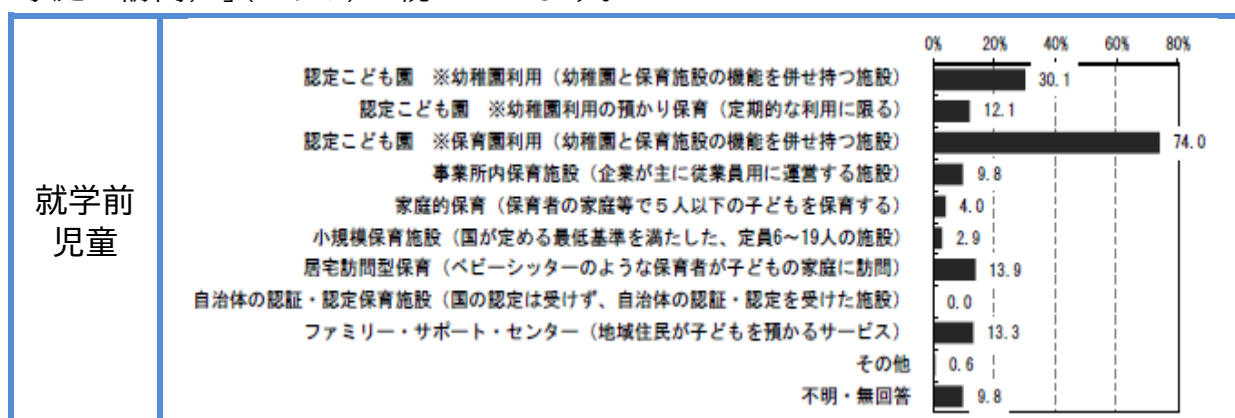 0% 20% 40% 60% 80%
認定こども園　※幼稚園利用（幼稚園と保育施設の機能を併せ持つ施設） 30.1
認定こども園　※幼稚園利用の預かり保育（定期的な利用に限る） 12.1
認定こども園　※保育園利用（幼稚園と保育施設の機能を併せ持つ施設） 74.0
事業所内保育施設（企業が主に従業員用に運営する施設） 9.8
家庭的保育（保育者の家庭等で５人以下の子どもを保育する） 4.0
小規模保育施設（国が定める最低基準を満たした、定員6～19人の施設） 2.9
居宅訪問型保育（ベビーシッターのような保育者が子どもの家庭に訪問） 13.9
自治体の認証・認定保育施設（国の認定は受けず、自治体の認証・認定を受けた施設） 0.0
ファミリー・サポート・センター（地域住民が子どもを預かるサービス） 13.3
その他 0.6
不明・無回答 9.8
就学前
児童